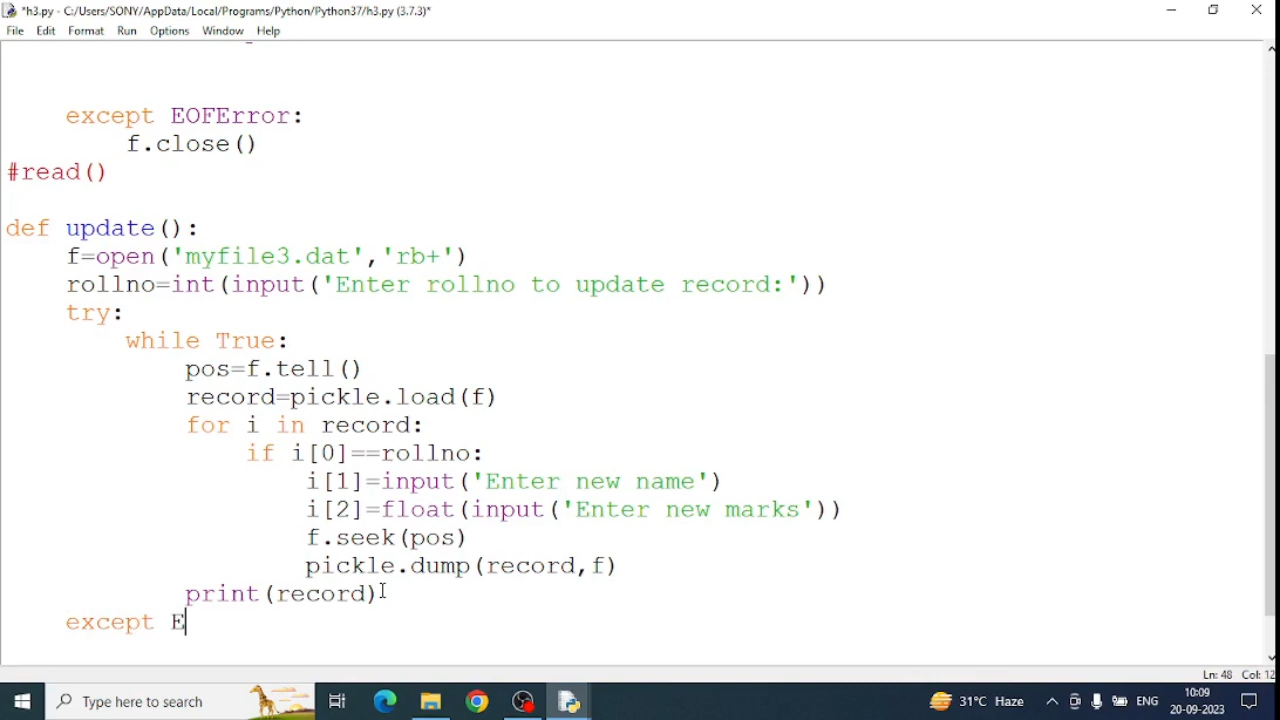 *h3.py - C:/Users/SONY/AppData/Local/Programs/Python/Python37/h3.py (3.7.3)*
File Edit Format Run Options Window Help
except EOFError:
f.close()
#read()
def update():
f=open('myfile3.dat','rb+')
rollno=int(input('Enter rollno to update record:'))
try:
while True:
pos=f.tell()
record=pickle.load(f)
for i in record:
if i[0]==rollno:
i[1]=input('Enter new name')
i[2]=float(input('Enter new marks'))
f.seek(pos)
pickle.dump(record,f)
print(record)
except E
Ln: 48 Col: 12
Type here to search
31°C Haze
ENG
10:09
20-09-2023